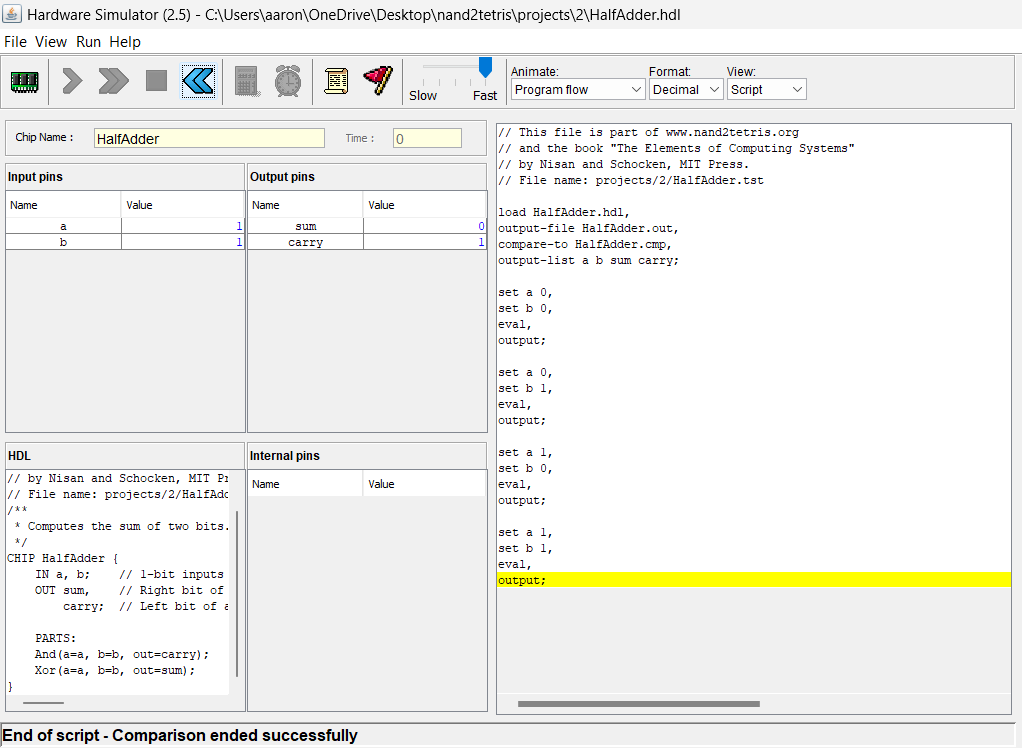 Hardware Simulator (2.5) - C:\Users\aaron\OneDrive\Desktop\nand2tetris\projects\2\HalfAdder.hdl
File View Run Help
Slow Fast
Animate: Format: View:
Program flow Decimal Script
Chip Name : HalfAdder Time : 0
Input pins
Name Value
a 1
b 1
Output pins
Name Value
sum 0
carry 1
HDL
// by Nisan and Schocken, MIT Pr
// File name: projects/2/HalfAdd
/**
* Computes the sum of two bits.
*/
CHIP HalfAdder {
IN a, b; // 1-bit inputs
OUT sum, // Right bit of
carry; // Left bit of a
PARTS:
And(a=a, b=b, out=carry);
Xor(a=a, b=b, out=sum);
}
Internal pins
Name Value
// This file is part of www.nand2tetris.org
// and the book "The Elements of Computing Systems"
// by Nisan and Schocken, MIT Press.
// File name: projects/2/HalfAdder.tst
load HalfAdder.hdl,
output-file HalfAdder.out,
compare-to HalfAdder.cmp,
output-list a b sum carry;
set a 0,
set b 0,
eval,
output;
set a 0,
set b 1,
eval,
output;
set a 1,
set b 0,
eval,
output;
set a 1,
set b 1,
eval,
output;
End of script - Comparison ended successfully